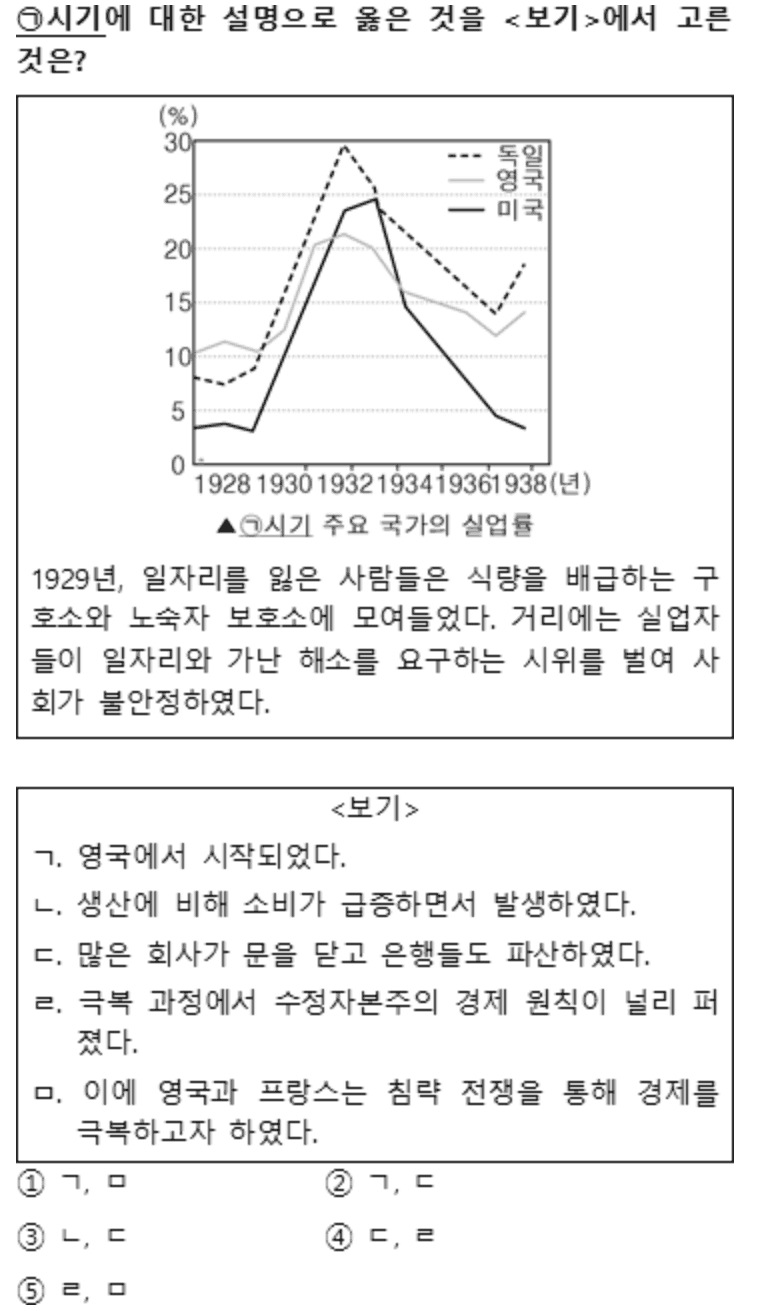 ㉠시기에 대한 설명으로 옳은 것을 <보기>에서 고른
것은?
(%)
30
25
20
15
10
5
0
독일
영국
미국
1928 1930 1932 1934 1936 1938(년)
▲㉠시기 주요 국가의 실업률
1929년, 일자리를 잃은 사람들은 식량을 배급하는 구
호소와 노숙자 보호소에 모여들었다. 거리에는 실업자
들이 일자리와 가난 해소를 요구하는 시위를 벌여 사
회가 불안정하였다.
<보기>
ㄱ. 영국에서 시작되었다.
ㄴ. 생산에 비해 소비가 급증하면서 발생하였다.
ㄷ. 많은 회사가 문을 닫고 은행들도 파산하였다.
ㄹ. 극복 과정에서 수정자본주의 경제 원칙이 널리 퍼
졌다.
ㅁ. 이에 영국과 프랑스는 침략 전쟁을 통해 경제를
극복하고자 하였다.
① ㄱ, ㅁ
② ㄱ, ㄷ
③ ㄴ, ㄷ
④ ㄷ, ㄹ
⑤ ㄹ, ㅁ